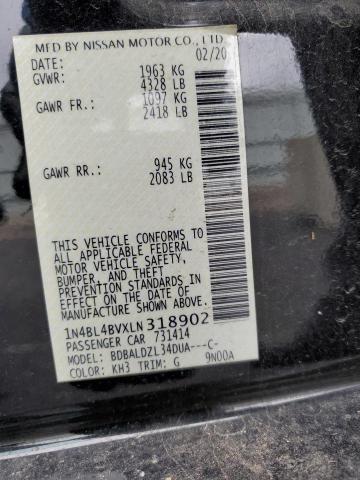 MFD BY NISSAN MOTOR CO., LTD
DATE: 02/20
GVWR: 1963 KG
4328 LB
GAWR FR.: 1097 KG
2418 LB
GAWR RR.: 945 KG
2083 LB
THIS VEHICLE CONFORMS TO
ALL APPLICABLE FEDERAL
MOTOR VEHICLE SAFETY,
BUMPER, AND THEFT
PREVENTION STANDARDS IN
EFFECT ON THE DATE OF
MANUFACTURE SHOWN ABOVE.
1N4BL4BVXLN318902
PASSENGER CAR 731414
MODEL: BDBALDZL34DUA---C-
COLOR: KH3 TRIM: G 9N00A